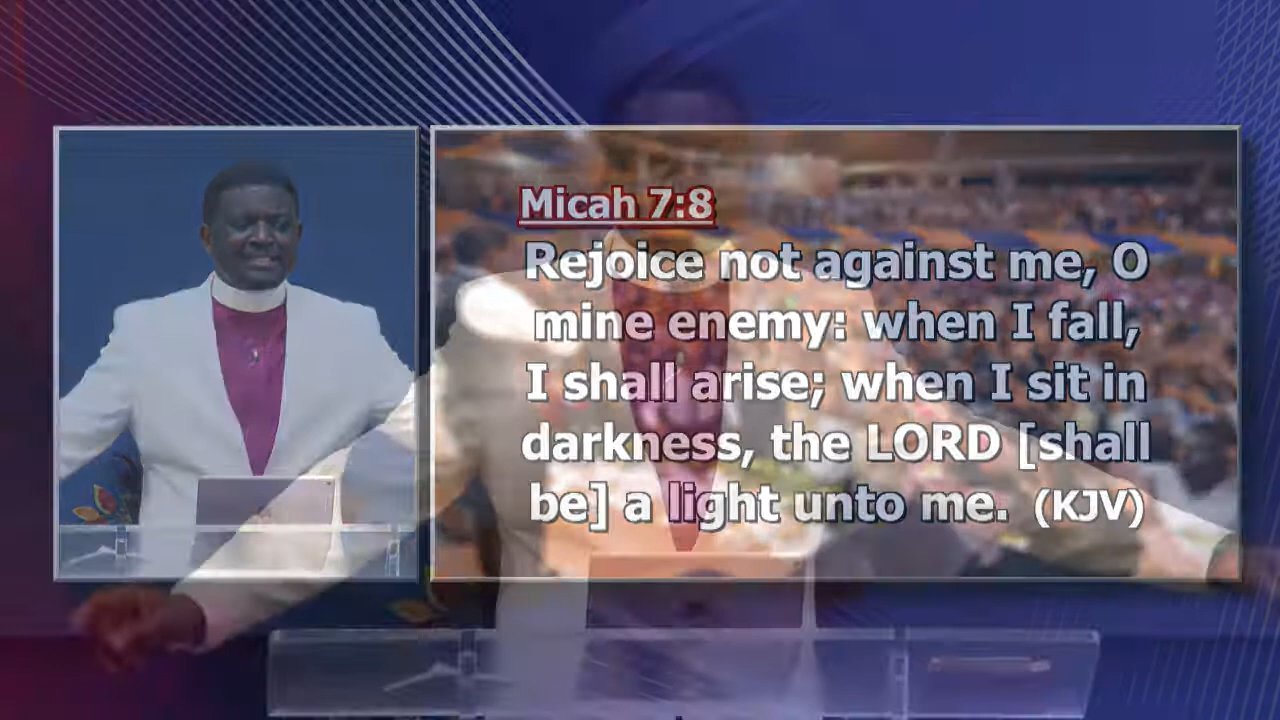 Micah 7:8
Rejoice not against me, O
mine enemy: when I fall,
I shall arise; when I sit in
darkness, the LORD [shall
be] a light unto me. (KJV)